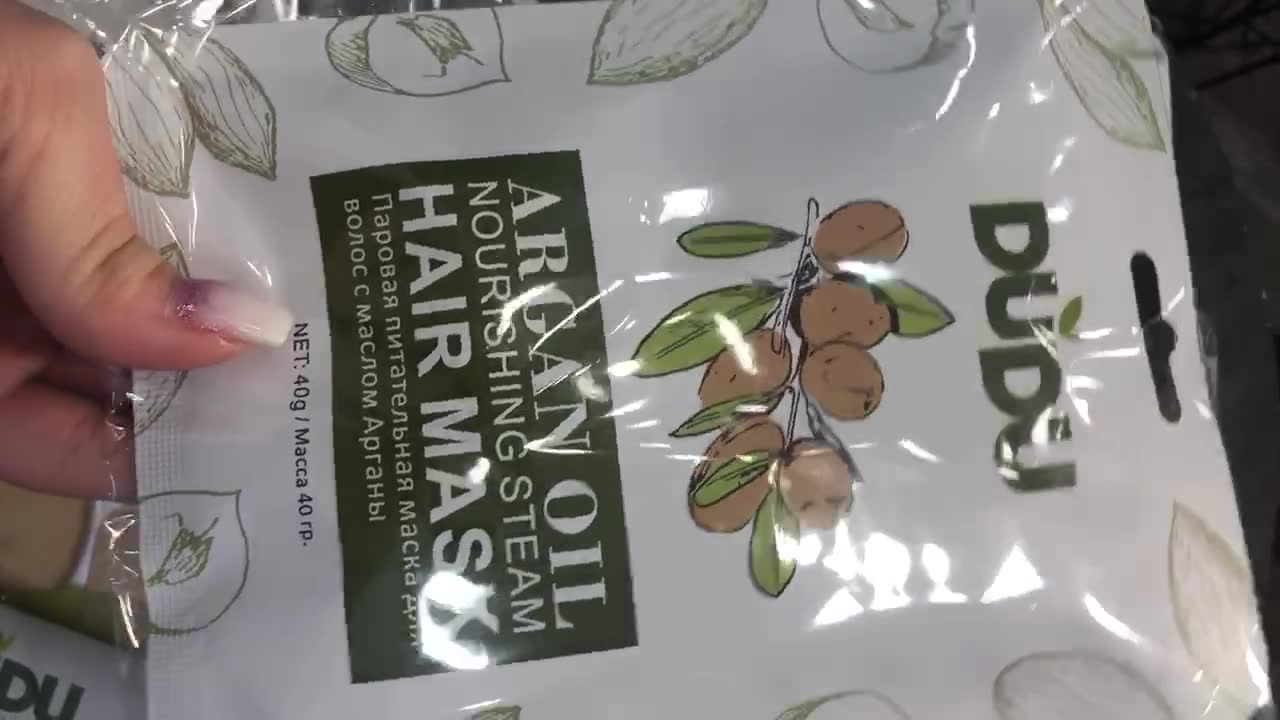 DUDU
ARGAN OIL
NOURISHING STEAM
HAIR MASK
Паровая питательная маска для
волос с маслом Арганы
NET: 40g / Масса 40 гр.
DU